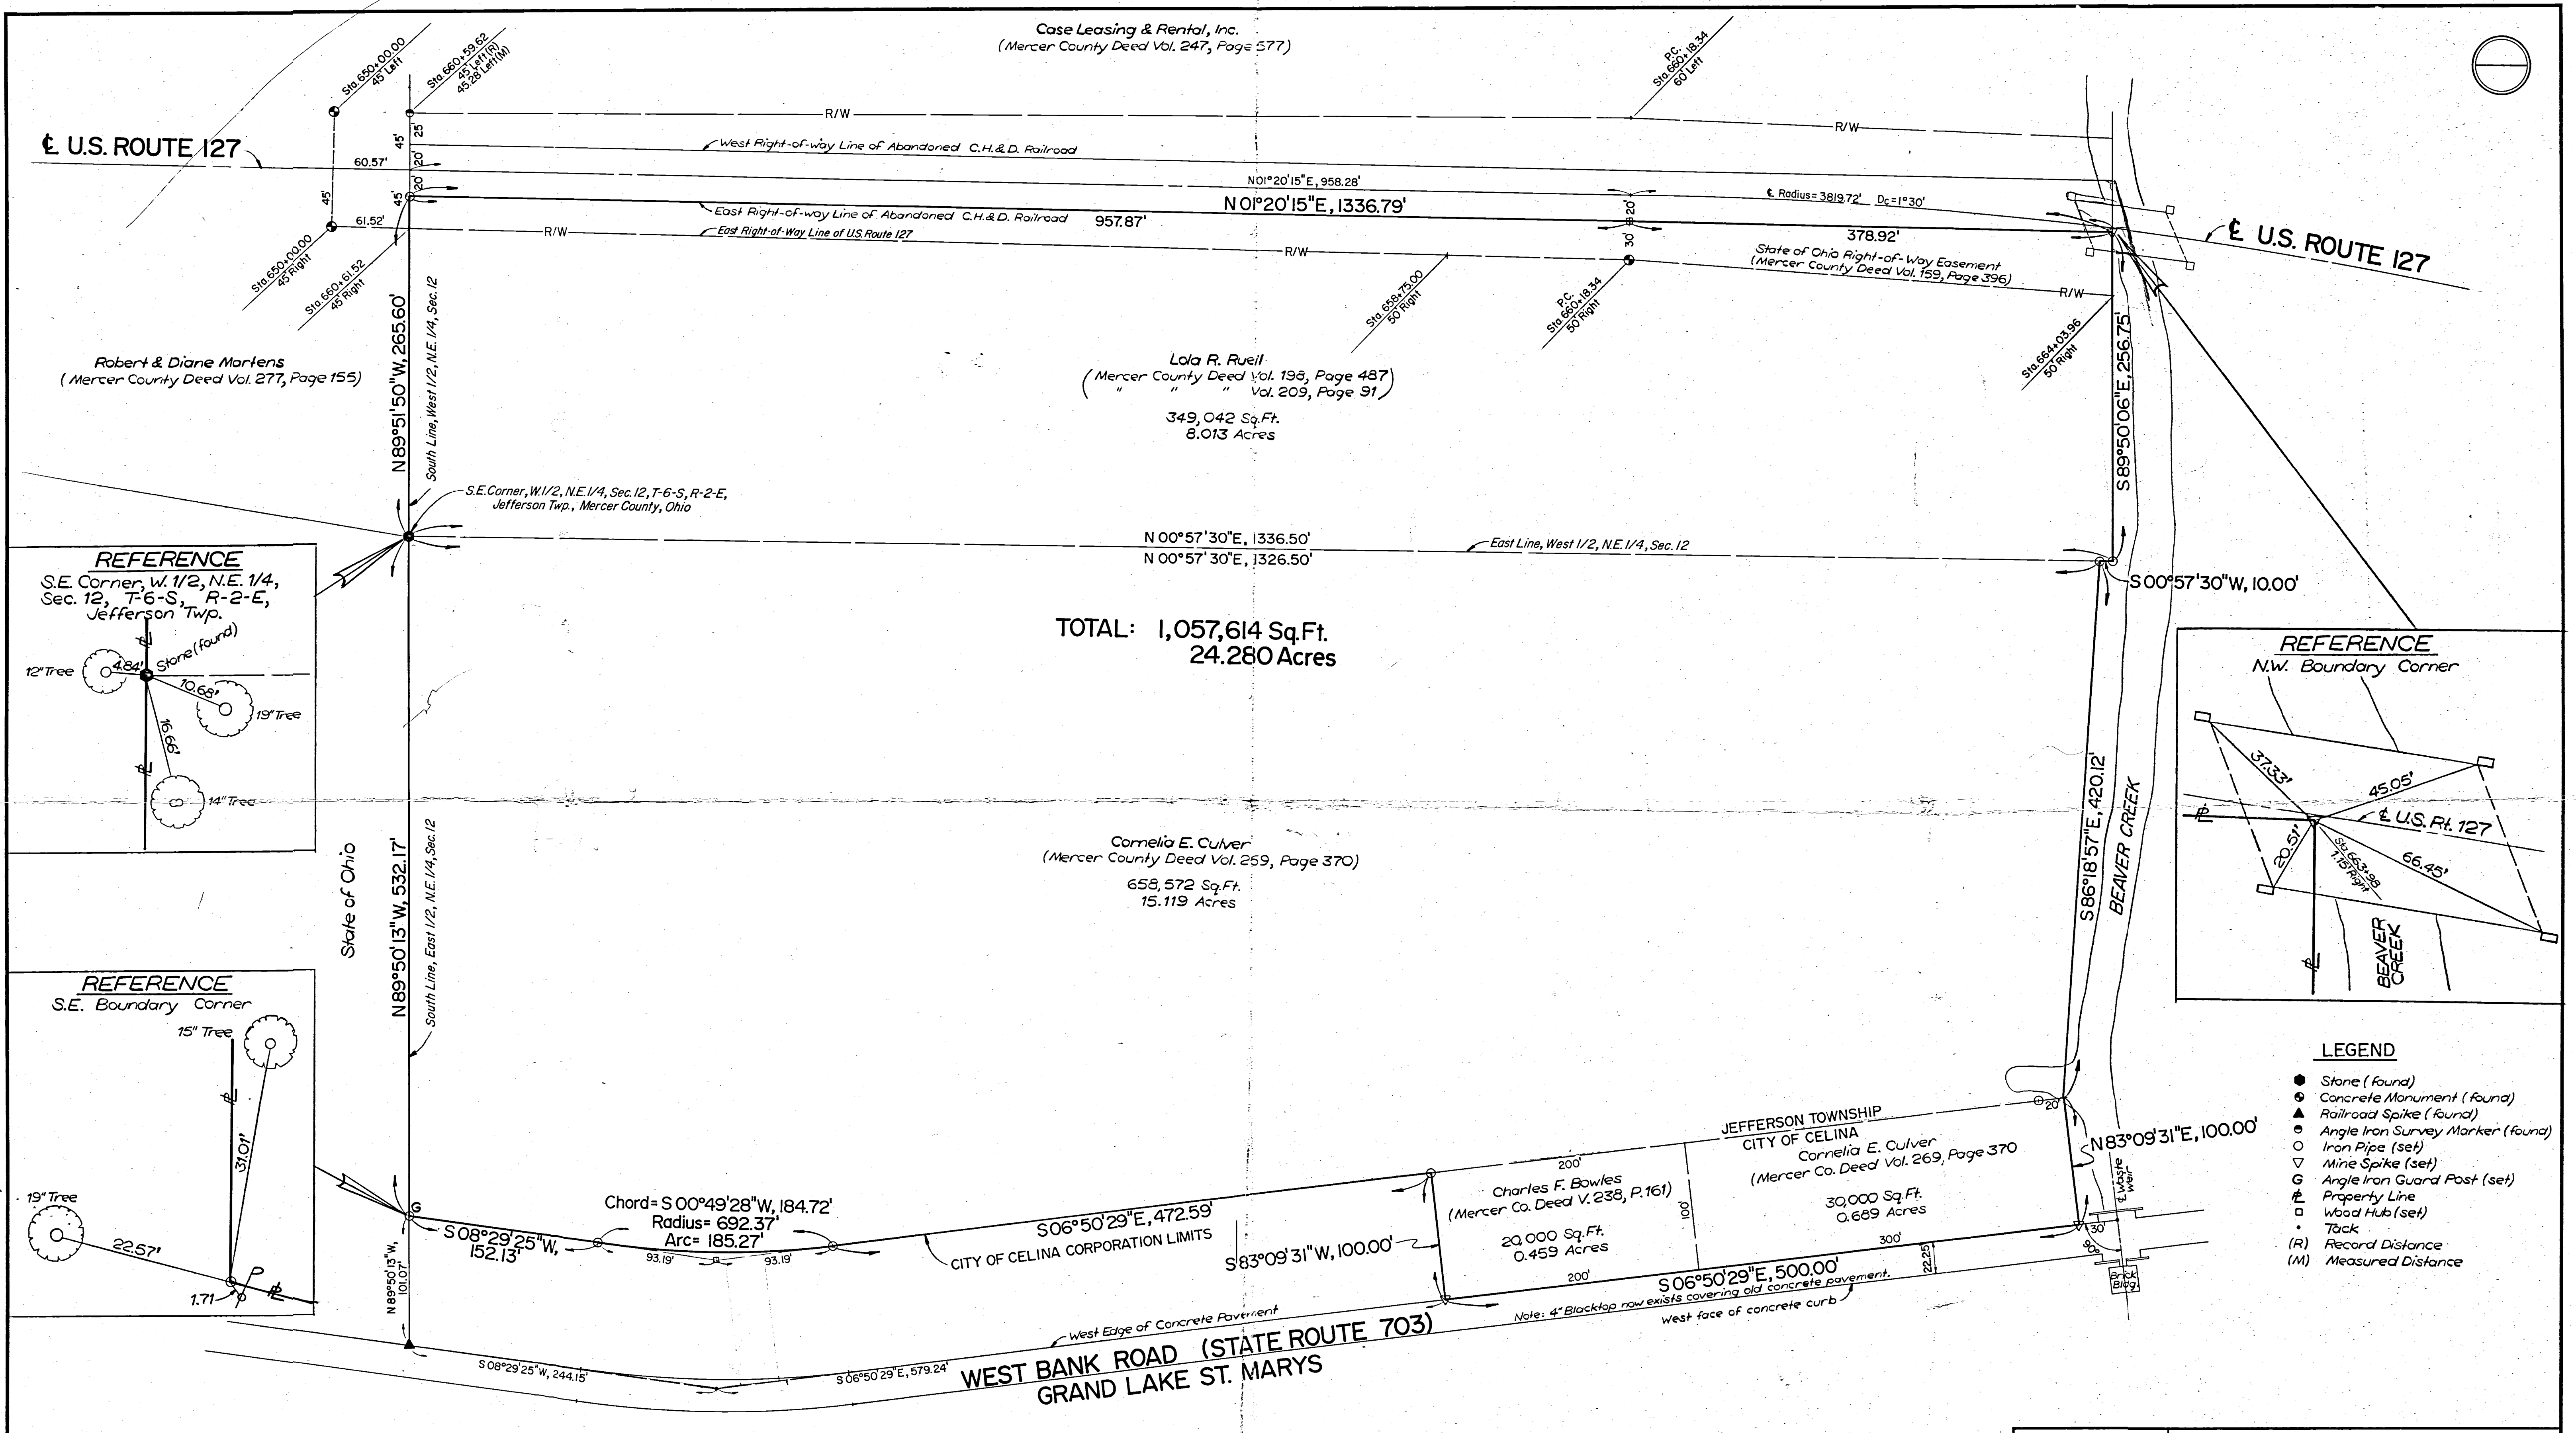 Case Leasing & Rental, Inc.
(Mercer County Deed Vol. 247, Page 577)
Sta. 650+00.00
45' Left
Sta. 660+59.62
45' Left (R)
45.28 Left (M)
P.C.
Sta. 660+18.34
60' Left
R/W
R/W
℄ U.S. ROUTE 127
60.57'
45'
25'
20'
20'
45'
45'
61.52'
West Right-of-way Line of Abandoned C.H.& D. Railroad
N 01°20'15"E, 958.28'
N 01°20'15"E, 1336.79'
℄ Radius = 3819.72' Dc = 1°30'
East Right-of-way Line of Abandoned C.H.& D. Railroad
957.87'
20'
30'
378.92'
R/W
East Right-of-Way Line of U.S. Route 127
R/W
State of Ohio Right-of-Way Easement
(Mercer County Deed Vol. 159, Page 396)
R/W
℄ U.S. ROUTE 127
Sta. 650+00.00
45' Right
Sta. 660+61.52
45' Right
Sta. 658+75.00
50' Right
P.C.
Sta. 660+18.34
50' Right
Sta. 664+03.96
50' Right
Robert & Diane Martens
(Mercer County Deed Vol. 277, Page 155)
N 89°51'50"W, 265.60'
South Line, West 1/2, N.E. 1/4, Sec. 12
Lola R. Rueil
(Mercer County Deed Vol. 198, Page 487)
" " " Vol. 209, Page 91
349,042 Sq.Ft.
8.013 Acres
S 89°50'06"E, 256.75'
S.E. Corner, W.1/2, N.E.1/4, Sec. 12, T-6-S, R-2-E,
Jefferson Twp., Mercer County, Ohio
N 00°57'30"E, 1336.50'
N 00°57'30"E, 1326.50'
East Line, West 1/2, N.E. 1/4, Sec. 12
S 00°57'30"W, 10.00'
TOTAL: 1,057,614 Sq.Ft.
24.280 Acres
REFERENCE
S.E. Corner, W. 1/2, N.E. 1/4,
Sec. 12, T-6-S, R-2-E,
Jefferson Twp.
Stone (found)
12" Tree
4.84'
10.68'
19" Tree
16.66'
14" Tree
REFERENCE
N.W. Boundary Corner
37.33'
45.05'
℄ U.S. Rt. 127
20.51'
Sta. 663+98
1.15' Right
66.45'
BEAVER
CREEK
S 86°18'57"E, 420.12'
BEAVER CREEK
Cornelia E. Culver
(Mercer County Deed Vol. 259, Page 370)
658,572 Sq.Ft.
15.119 Acres
State of Ohio
N 89°50'13"W, 532.17'
South Line, East 1/2, N.E. 1/4, Sec. 12
REFERENCE
S.E. Boundary Corner
15" Tree
31.01'
19" Tree
22.57'
1.71
LEGEND
Stone (found)
Concrete Monument (found)
Railroad Spike (found)
Angle Iron Survey Marker (found)
Iron Pipe (set)
Mine Spike (set)
G Angle Iron Guard Post (set)
Property Line
Wood Hub (set)
Tack
(R) Record Distance
(M) Measured Distance
G
S 08°29'25"W,
152.13'
Chord = S 00°49'28"W, 184.72'
Radius = 692.37'
Arc = 185.27'
93.19'
93.19'
S 06°50'29"E, 472.59'
CITY OF CELINA CORPORATION LIMITS
S 83°09'31"W, 100.00'
200'
Charles F. Bowles
(Mercer Co. Deed V. 238, P. 161)
20,000 Sq.Ft.
0.459 Acres
200'
100'
JEFFERSON TOWNSHIP
CITY OF CELINA
Cornelia E. Culver
(Mercer Co. Deed Vol. 269, Page 370
30,000 Sq.Ft.
0.689 Acres
300'
20'
N 83°09'31"E, 100.00'
℄ Waste
Weir
30'
90°
Brick
Bldg.
S 06°50'29"E, 500.00'
22.25'
Note: 4" Blacktop now exists covering old concrete pavement.
West face of concrete curb
N 89°50'13"W,
101.07'
West Edge of Concrete Pavement
S 08°29'25"W, 244.15'
S 06°50'29"E, 579.24'
WEST BANK ROAD (STATE ROUTE 703)
GRAND LAKE ST. MARYS